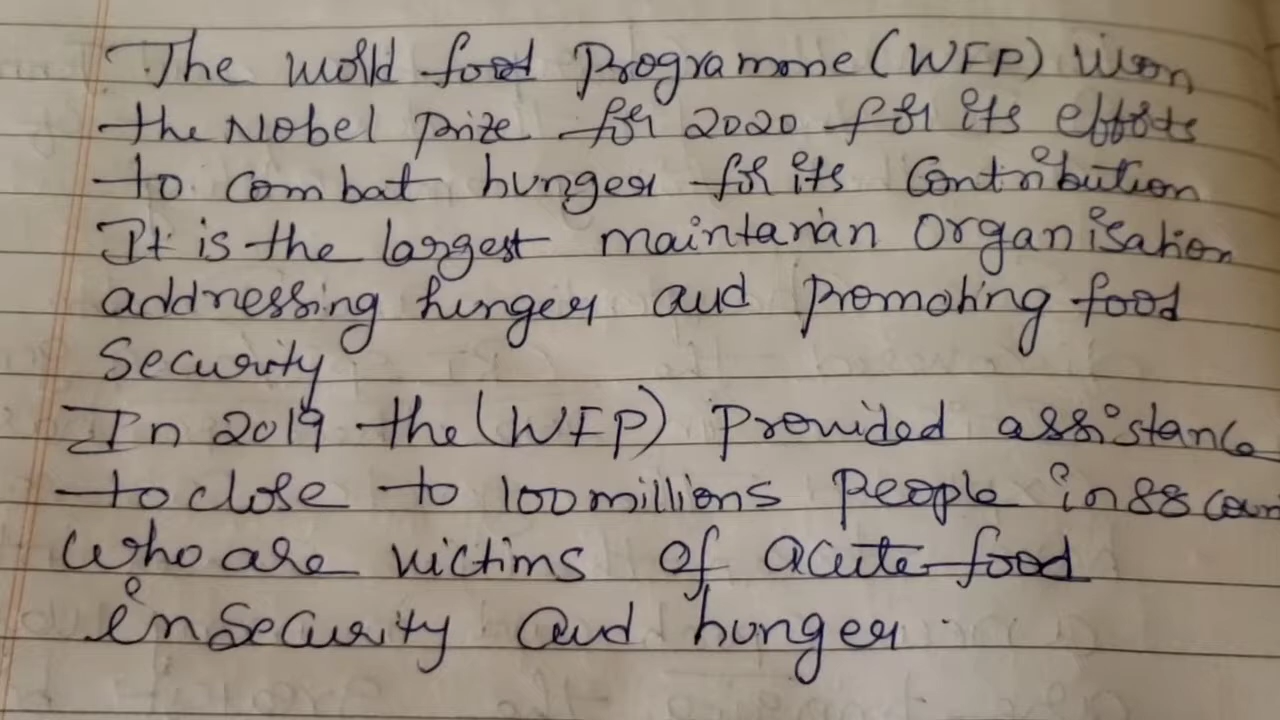 The world food Programme (WFP) won
the Nobel prize for 2020 for its efforts
to combat hunger for its Contribution
It is the largest maintarian Organisation
addressing hunger and promoting food
Security
In 2019 the (WFP) Provided assistance
to close to 100 millions people in 88 coun
who are victims of acute food
inSecurity and hunger.